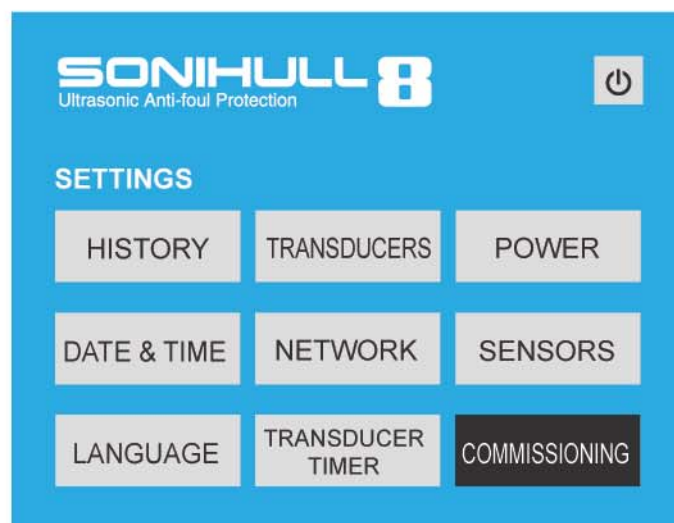 SONIHULL 8
Ultrasonic Anti-foul Protection
SETTINGS
HISTORY
TRANSDUCERS
POWER
DATE & TIME
NETWORK
SENSORS
LANGUAGE
TRANSDUCER
TIMER
COMMISSIONING